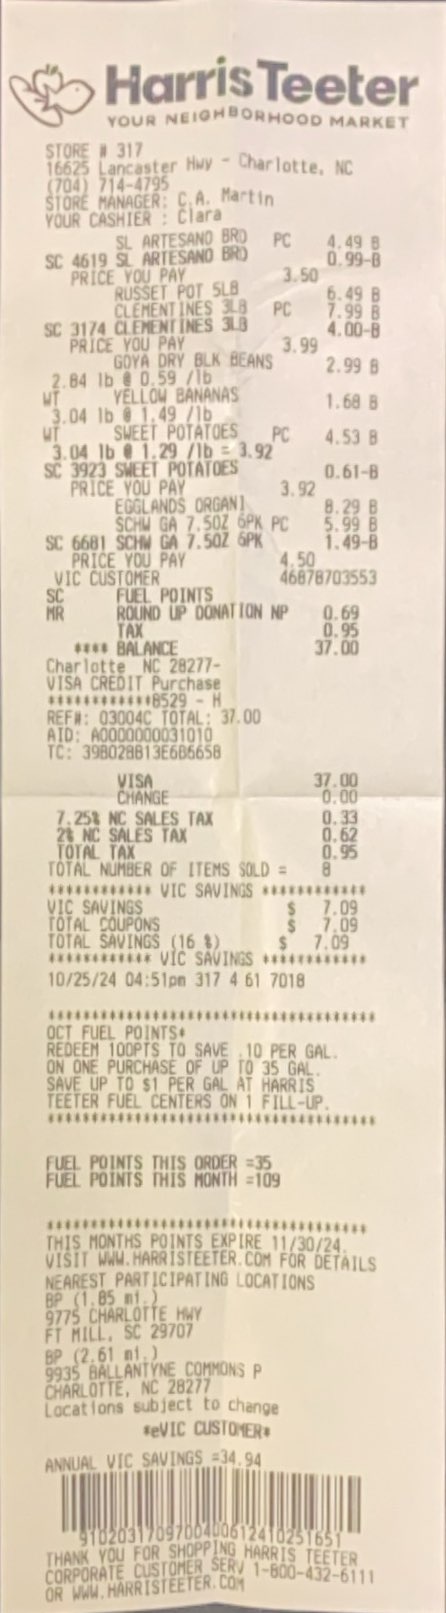 Harris Teeter
YOUR NEIGHBORHOOD MARKET
STORE # 317
16625 Lancaster Hwy - Charlotte, NC
(704) 714-4795
STORE MANAGER: C.A. Martin
YOUR CASHIER : Clara
SL ARTESANO BRD PC 4.49 B
SC 4619 SL ARTESANO BRD 0.99-B
PRICE YOU PAY 3.50
RUSSET POT 5LB 6.49 B
CLEMENTINES 3LB PC 7.99 B
SC 3174 CLEMENTINES 3LB 4.00-B
PRICE YOU PAY 3.99
GOYA DRY BLK BEANS 2.99 B
2.84 lb @ 0.59 /lb
WT YELLOW BANANAS 1.68 B
3.04 lb @ 1.49 /lb
WT SWEET POTATOES PC 4.53 B
3.04 lb @ 1.29 /lb = 3.92
SC 3923 SWEET POTATOES 0.61-B
PRICE YOU PAY 3.92
EGGLANDS ORGANI 8.29 B
SCHW GA 7.5OZ 6PK PC 5.99 B
SC 6681 SCHW GA 7.5OZ 6PK 1.49-B
PRICE YOU PAY 4.50
VIC CUSTOMER 46878703553
SC FUEL POINTS
MR ROUND UP DONATION NP 0.69
TAX 0.95
**** BALANCE 37.00
Charlotte NC 28277-
VISA CREDIT Purchase
************8529 - H
REF#: 03004C TOTAL: 37.00
AID: A0000000031010
TC: 398028B13E6B6658
VISA 37.00
CHANGE 0.00
7.25% NC SALES TAX 0.33
2% NC SALES TAX 0.62
TOTAL TAX 0.95
TOTAL NUMBER OF ITEMS SOLD = 8
************ VIC SAVINGS ************
VIC SAVINGS $ 7.09
TOTAL COUPONS $ 7.09
TOTAL SAVINGS (16 %) $ 7.09
************ VIC SAVINGS ************
10/25/24 04:51pm 317 4 61 7018
**************************************
OCT FUEL POINTS*
REDEEM 100PTS TO SAVE .10 PER GAL.
ON ONE PURCHASE OF UP TO 35 GAL.
SAVE UP TO $1 PER GAL AT HARRIS
TEETER FUEL CENTERS ON 1 FILL-UP.
**************************************
FUEL POINTS THIS ORDER =35
FUEL POINTS THIS MONTH =109
**************************************
THIS MONTHS POINTS EXPIRE 11/30/24.
VISIT WWW.HARRISTEETER.COM FOR DETAILS
NEAREST PARTICIPATING LOCATIONS
BP (1.85 mi.)
9775 CHARLOTTE HWY
FT MILL, SC 29707
BP (2.61 mi.)
9935 BALLANTYNE COMMONS P
CHARLOTTE, NC 28277
Locations subject to change
*eVIC CUSTOMER*
ANNUAL VIC SAVINGS =34.94
9102031709700400612410251651
THANK YOU FOR SHOPPING HARRIS TEETER
CORPORATE CUSTOMER SERV 1-800-432-6111
OR WWW.HARRISTEETER.COM